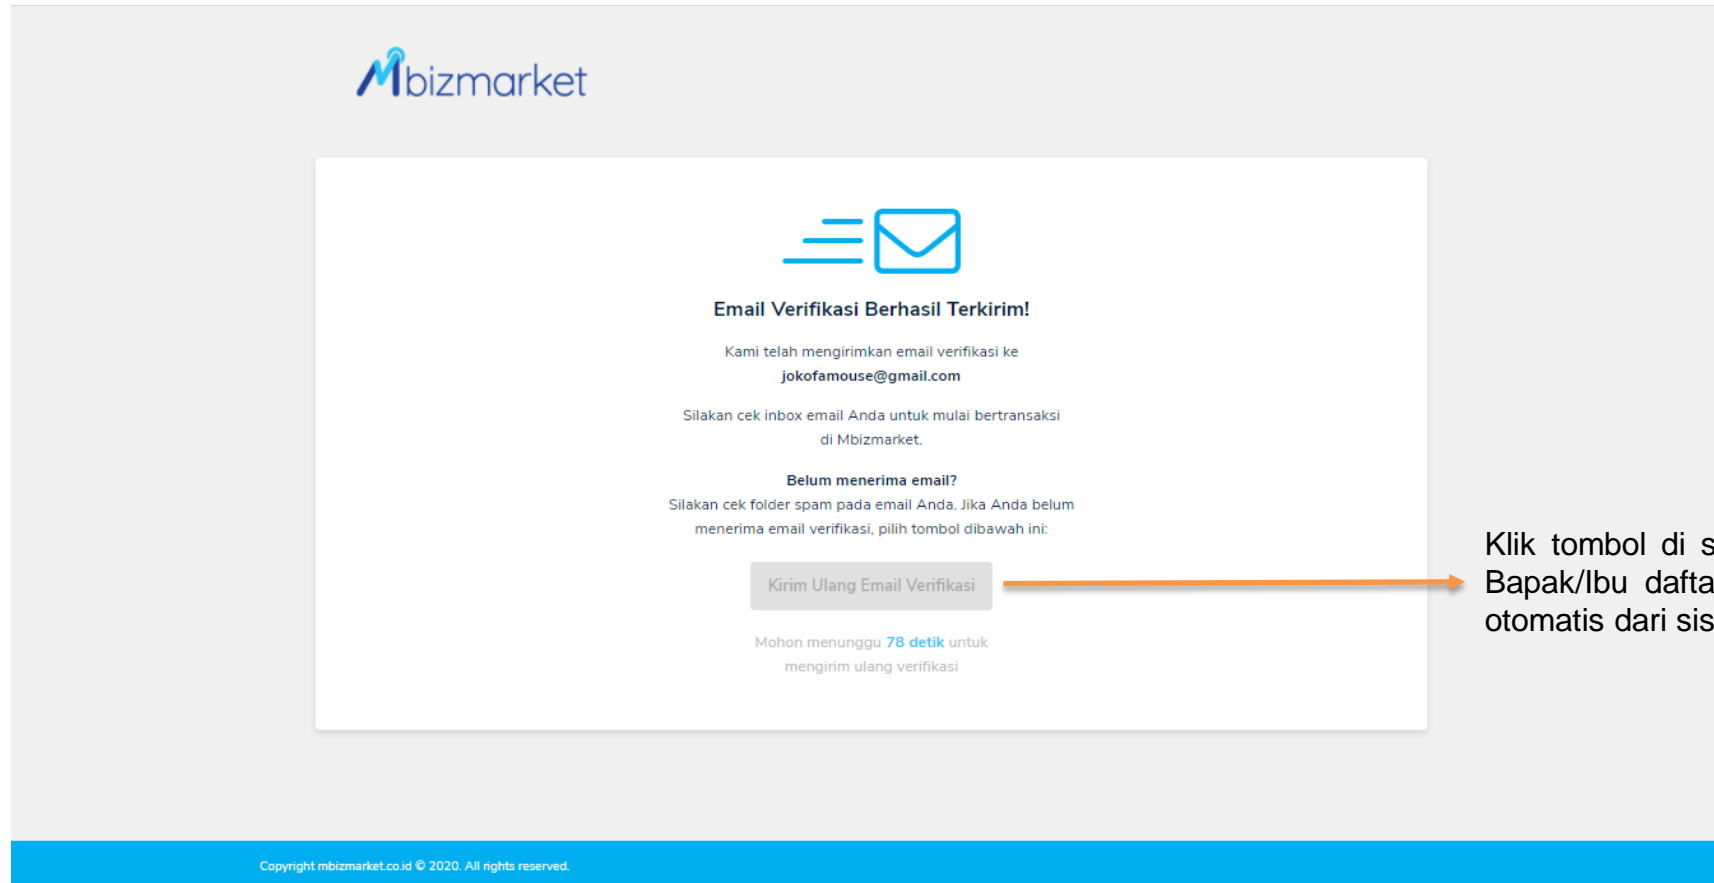 Mbizmarket
Email Verifikasi Berhasil Terkirim!
Kami telah mengirimkan email verifikasi ke
jokofamouse@gmail.com
Silakan cek inbox email Anda untuk mulai bertransaksi
di Mbizmarket.
Belum menerima email?
Silakan cek folder spam pada email Anda. Jika Anda belum
menerima email verifikasi, pilih tombol dibawah ini:
Kirim Ulang Email Verifikasi
Mohon menunggu 78 detik untuk
mengirim ulang verifikasi
Klik tombol di
Bapak/Ibu
otomatis dari
Copyright mbizmarket.co.id © 2020. All rights reserved.